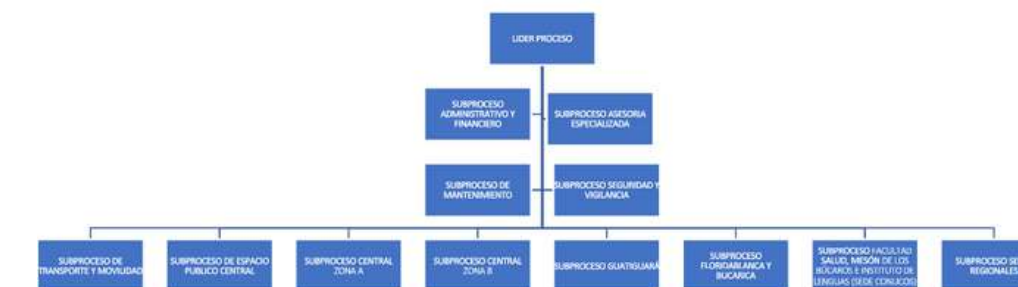 LIDER PROCESO
SUBPROCESO
ADMINISTRATIVO Y
FINANCIERO
SUBPROCESO ASESORIA
ESPECIALIZADA
SUBPROCESO DE
MANTENIMIENTO
SUBPROCESO SEGURIDAD Y
VIGILANCIA
SUBPROCESO DE
TRANSPORTE Y MOVILIDAD
SUBPROCESO DE ESPACIO
PUBLICO CENTRAL
SUBPROCESO CENTRAL
ZONA A
SUBPROCESO CENTRAL
ZONA B
SUBPROCESO GUATIGUARÁ
SUBPROCESO
FLORIDABLANCA Y
BUCARICA
SUBPROCESO FACULTAD
SALUD, MESÓN DE LOS
BÚCAROS E INSTITUTO DE
LENGUAS (SEDE CONUCOS)
SUBPROCESO
REGIONALES